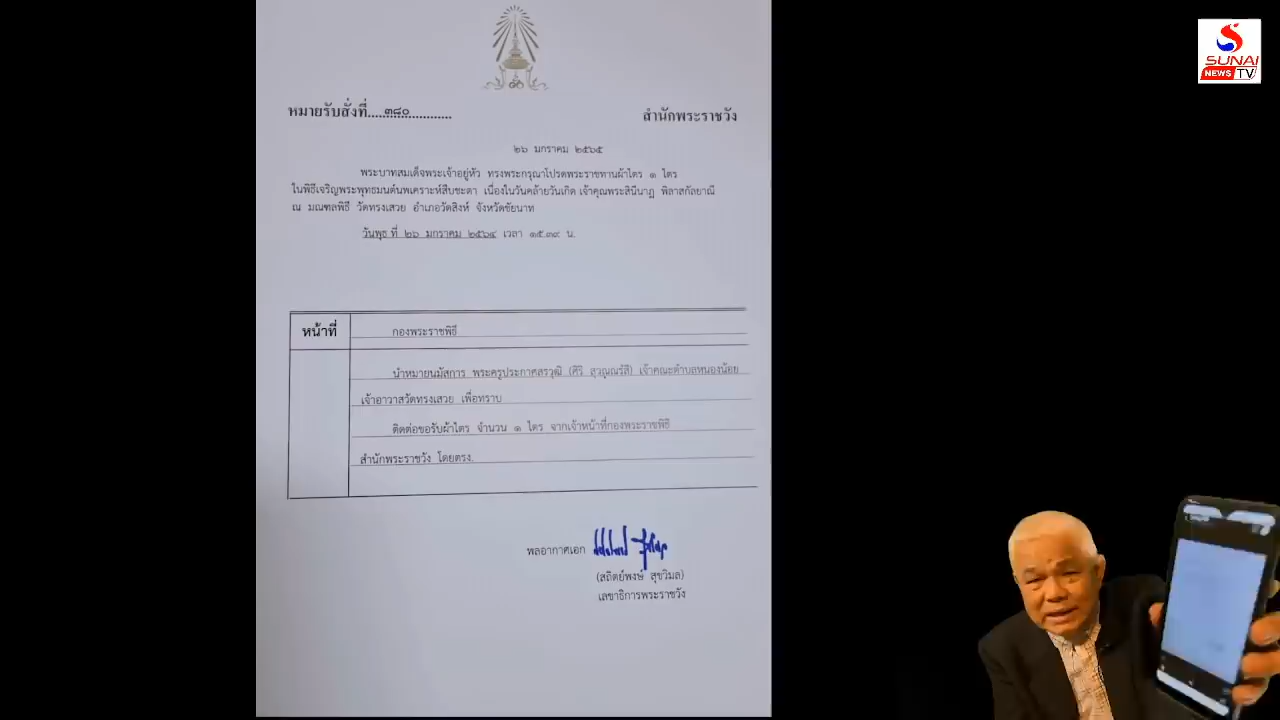 SUNAI
NEWS TV
หมายรับสั่งที่....๓๘๐......................
สำนักพระราชวัง
๒๖ มกราคม ๒๕๖๕
พระบาทสมเด็จพระเจ้าอยู่หัว ทรงพระกรุณาโปรดพระราชทานผ้าไตร ๑ ไตร
ในพิธีเจริญพระพุทธมนต์นพเคราะห์สืบชะตา เนื่องในวันคล้ายวันเกิด เจ้าคุณพระสินีนาฏ พิลาสกัลยาณี
ณ มณฑลพิธี วัดทรงเสวย อำเภอวัดสิงห์ จังหวัดชัยนาท
วันพุธ ที่ ๒๖ มกราคม ๒๕๖๔ เวลา ๑๕.๓๙ น.
หน้าที่
กองพระราชพิธี
นำหมายนมัสการ พระครูประกาศสรวุฒิ (ศิริ สุวณฺณรํสี) เจ้าคณะตำบลหนองน้อย
เจ้าอาวาสวัดทรงเสวย เพื่อทราบ
ติดต่อขอรับผ้าไตร จำนวน ๑ ไตร จากเจ้าหน้าที่กองพระราชพิธี
สำนักพระราชวัง โดยตรง.
พลอากาศเอก
(สถิตย์พงษ์ สุขวิมล)
เลขาธิการพระราชวัง